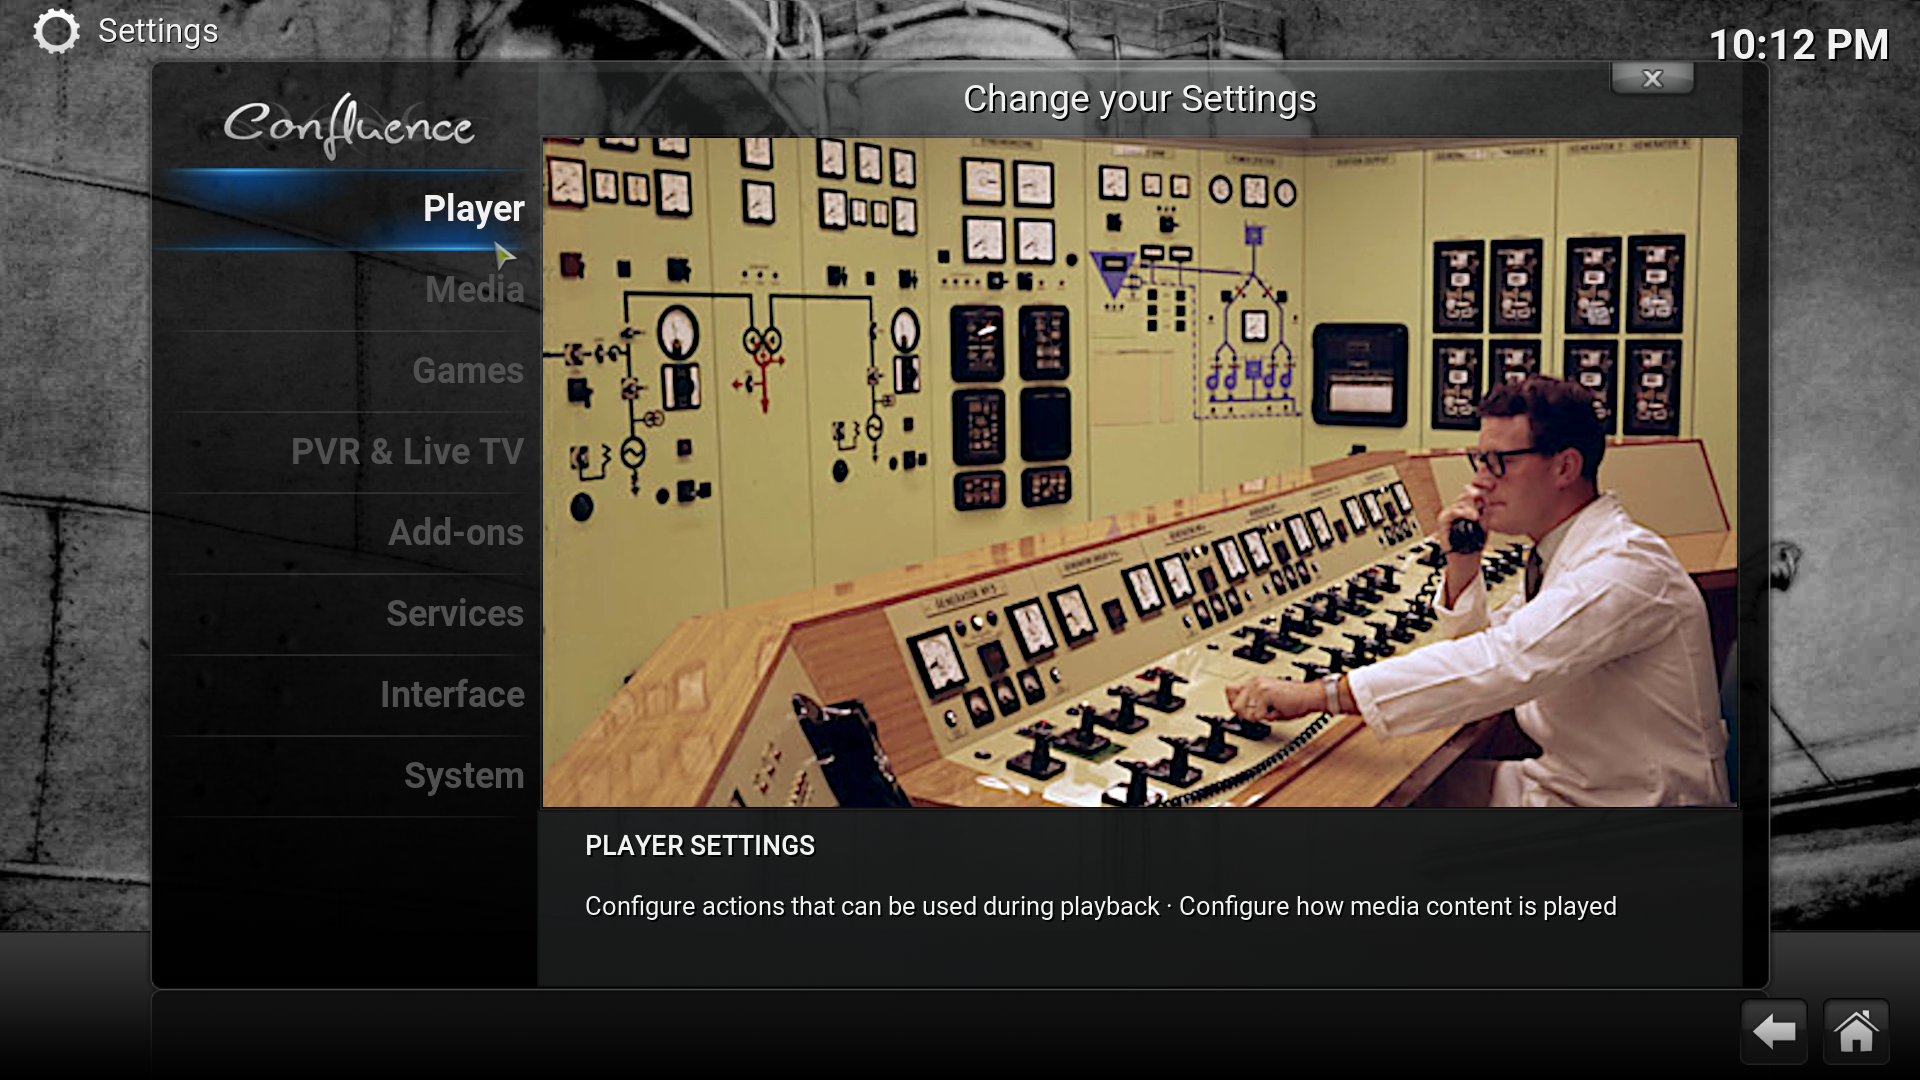 Settings
10:12 PM
Confluence
Change your Settings
Player
Media
Games
PVR & Live TV
Add-ons
Services
Interface
System
PLAYER SETTINGS
Configure actions that can be used during playback · Configure how media content is played